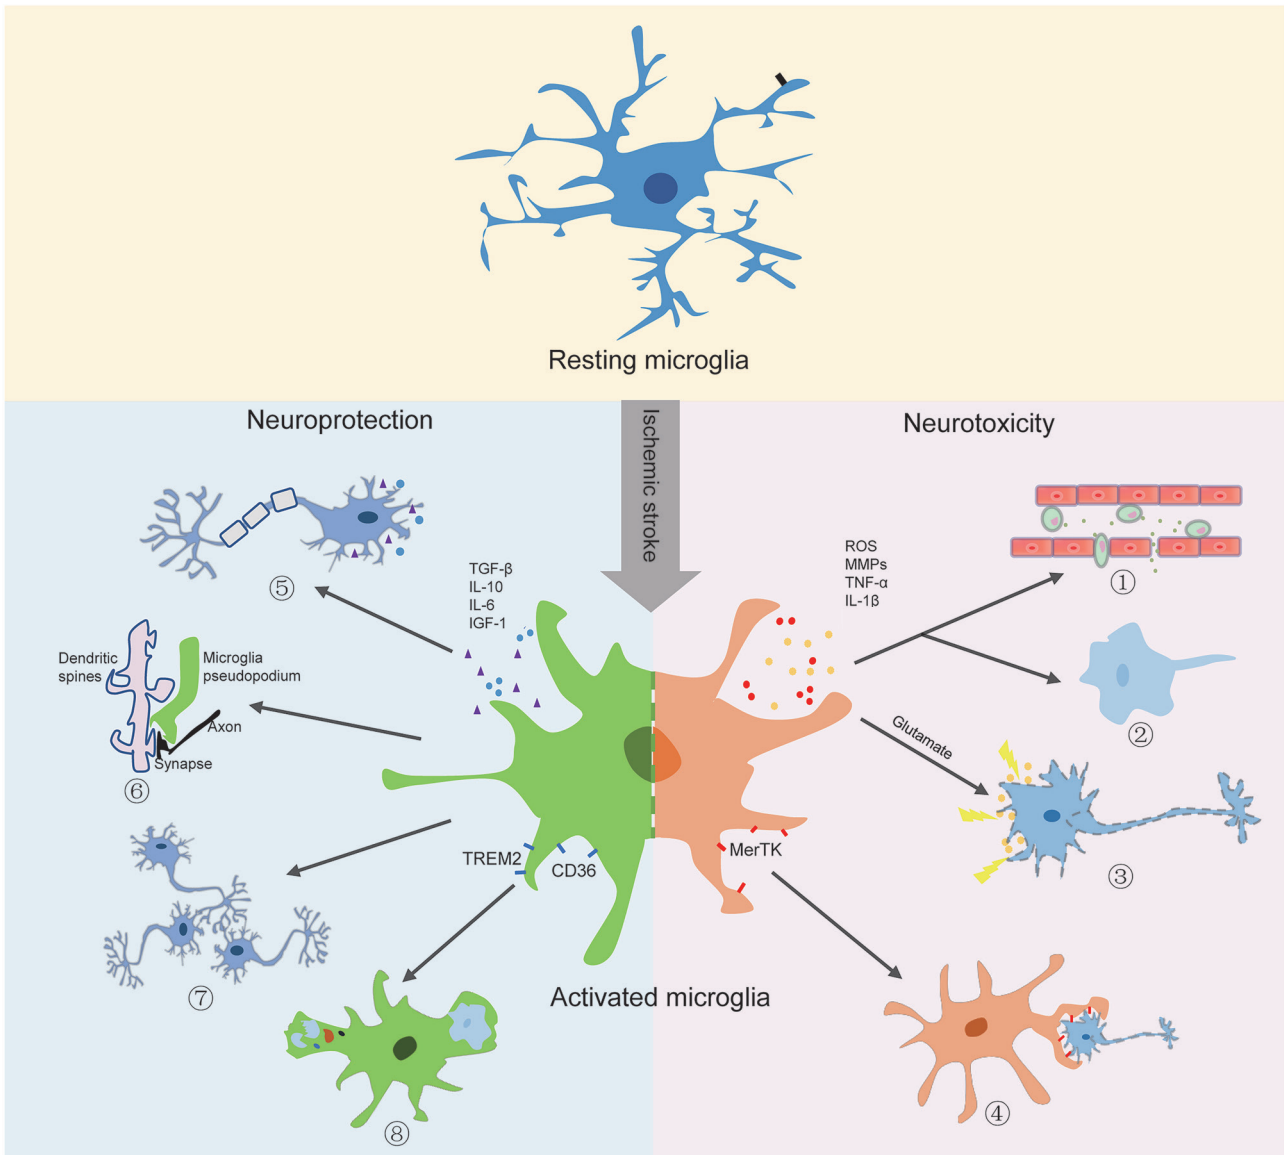 Resting microglia
Neuroprotection
Ischemic stroke
Neurotoxicity
⑤
TGF-β
IL-10
IL-6
IGF-1
ROS
MMPs
TNF-α
IL-1β
①
Dendritic
spines
Microglia
pseudopodium
Axon
Synapse
⑥
②
Glutamate
③
TREM2
CD36
MerTK
⑦
Activated microglia
⑧
④